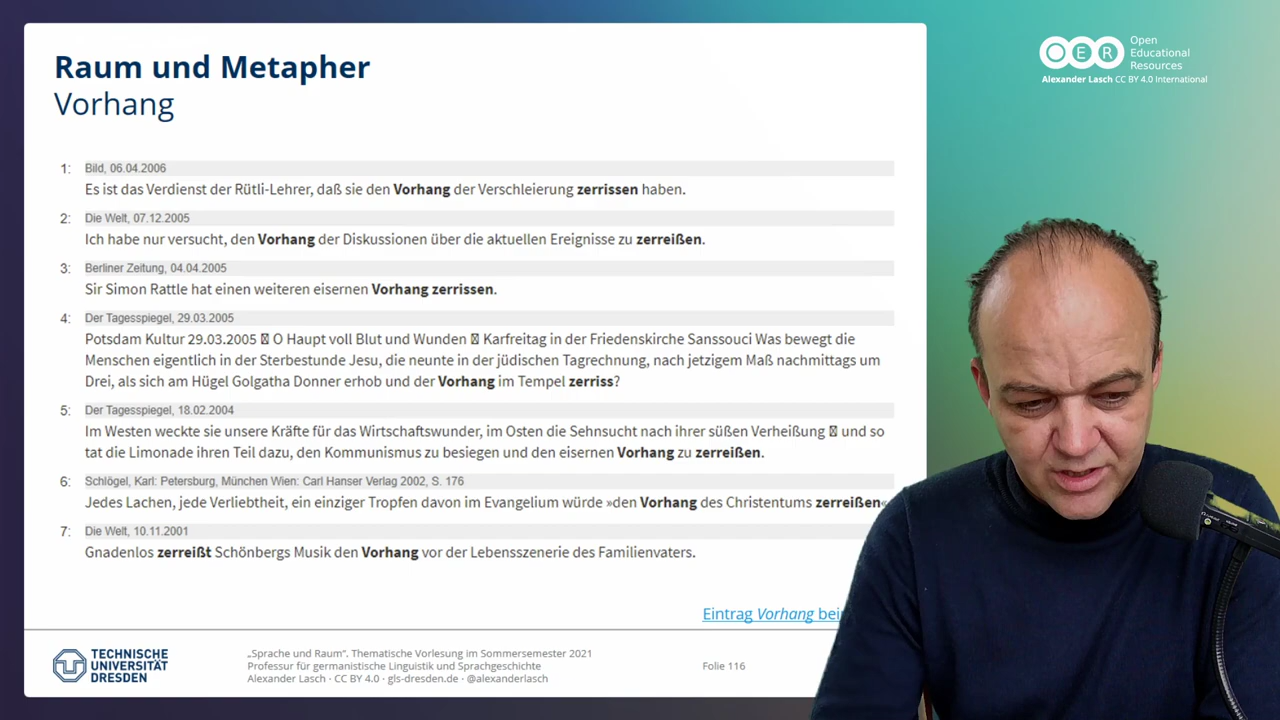 Raum und Metapher
Vorhang
1: Bild, 06.04.2006
Es ist das Verdienst der Rütli-Lehrer, daß sie den Vorhang der Verschleierung zerrissen haben.
2: Die Welt, 07.12.2005
Ich habe nur versucht, den Vorhang der Diskussionen über die aktuellen Ereignisse zu zerreißen.
3: Berliner Zeitung, 04.04.2005
Sir Simon Rattle hat einen weiteren eisernen Vorhang zerrissen.
4: Der Tagesspiegel, 29.03.2005
Potsdam Kultur 29.03.2005 O Haupt voll Blut und Wunden Karfreitag in der Friedenskirche Sanssouci Was bewegt die
Menschen eigentlich in der Sterbestunde Jesu, die neunte in der jüdischen Tagrechnung, nach jetzigem Maß nachmittags um
Drei, als sich am Hügel Golgatha Donner erhob und der Vorhang im Tempel zerriss?
5: Der Tagesspiegel, 18.02.2004
Im Westen weckte sie unsere Kräfte für das Wirtschaftswunder, im Osten die Sehnsucht nach ihrer süßen Verheißung und so
tat die Limonade ihren Teil dazu, den Kommunismus zu besiegen und den eisernen Vorhang zu zerreißen.
6: Schlögel, Karl: Petersburg, München Wien: Carl Hanser Verlag 2002, S. 176
Jedes Lachen, jede Verliebtheit, ein einziger Tropfen davon im Evangelium würde »den Vorhang des Christentums zerreißen«
7: Die Welt, 10.11.2001
Gnadenlos zerreißt Schönbergs Musik den Vorhang vor der Lebensszenerie des Familienvaters.
Eintrag Vorhang
TECHNISCHE
UNIVERSITÄT
DRESDEN
„Sprache und Raum“. Thematische Vorlesung im Sommersemester 2021
Professur für germanistische Linguistik und Sprachgeschichte
Alexander Lasch · CC BY 4.0 · gls-dresden.de · @alexanderlasch
Folie 116
OER
Open
Educational
Resources
Alexander Lasch CC BY 4.0 International